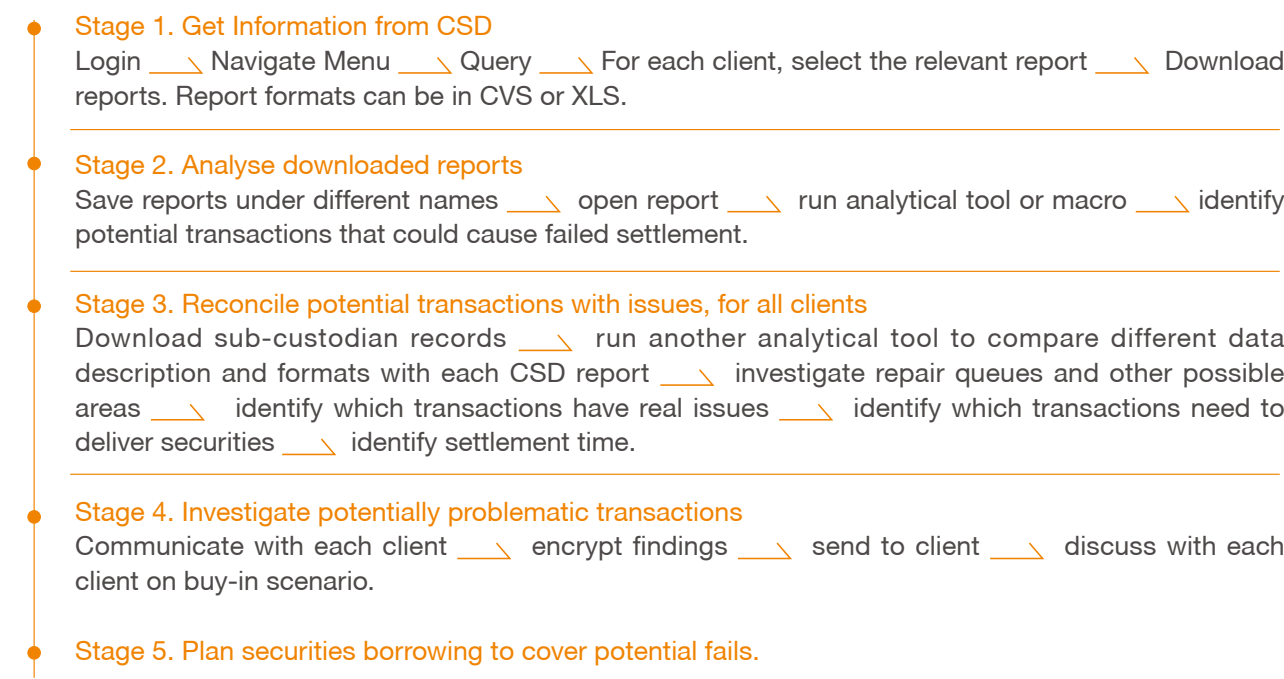 Stage 1. Get Information from CSD
Login Navigate Menu Query For each client, select the relevant report Download
reports. Report formats can be in CVS or XLS.
Stage 2. Analyse downloaded reports
Save reports under different names open report run analytical tool or macro identify
potential transactions that could cause failed settlement.
Stage 3. Reconcile potential transactions with issues, for all clients
Download sub-custodian records run another analytical tool to compare different data
description and formats with each CSD report investigate repair queues and other possible
areas identify which transactions have real issues identify which transactions need to
deliver securities identify settlement time.
Stage 4. Investigate potentially problematic transactions
Communicate with each client encrypt findings send to client discuss with each
client on buy-in scenario.
Stage 5. Plan securities borrowing to cover potential fails.